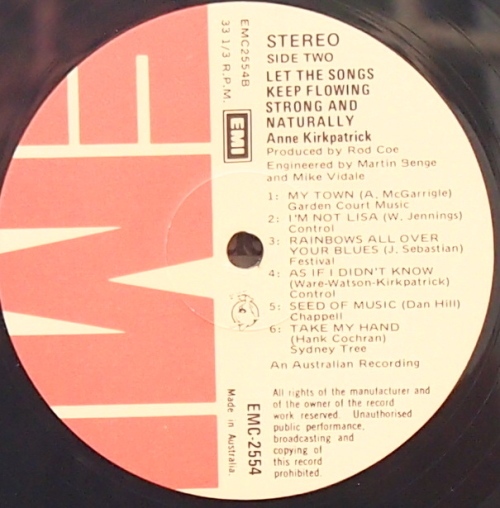 EMI
EMC2554B
33 1/3 R.P.M.
EMI
STEREO
SIDE TWO
LET THE SONGS
KEEP FLOWING
STRONG AND
NATURALLY
Anne Kirkpatrick
Produced by Rod Coe
Engineered by Martin Benge
and Mike Vidale
1: MY TOWN (A. McGarrigle)
Garden Court Music
2: I'M NOT LISA (W. Jennings)
Control
3: RAINBOWS ALL OVER
YOUR BLUES (J. Sebastian)
Festival
4: AS IF I DIDN'T KNOW
(Ware-Watson-Kirkpatrick)
Control
5: SEED OF MUSIC (Dan Hill)
Chappell
6: TAKE MY HAND
(Hank Cochran)
Sydney Tree
An Australian Recording
All rights of the manufacturer and
of the owner of the record
work reserved. Unauthorised
public performance,
broadcasting and
copying of
this record
prohibited.
EMC-2554
Made in Australia.